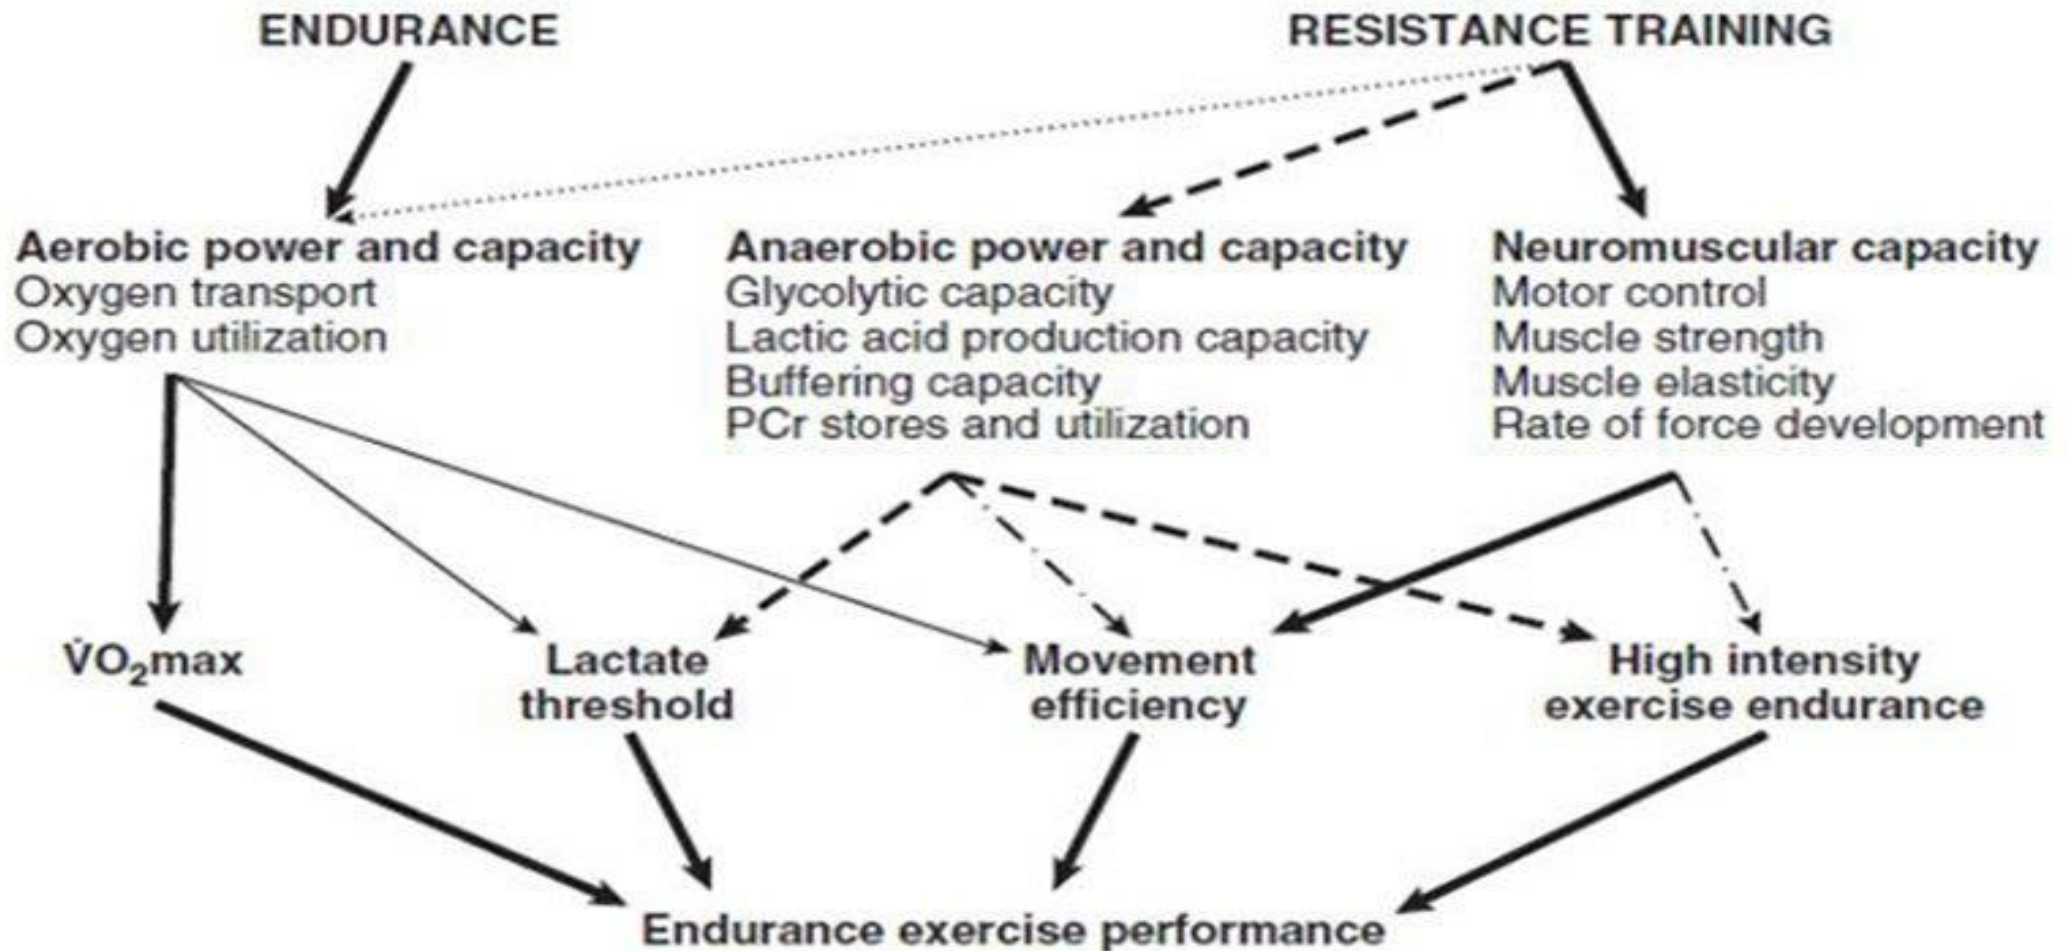 ENDURANCE
RESISTANCE TRAINING
Aerobic power and capacity
Oxygen transport
Oxygen utilization
Anaerobic power and capacity
Glycolytic capacity
Lactic acid production capacity
Buffering capacity
PCr stores and utilization
Neuromuscular capacity
Motor control
Muscle strength
Muscle elasticity
Rate of force development
V̇O₂max
Lactate
threshold
Movement
efficiency
High intensity
exercise endurance
Endurance exercise performance